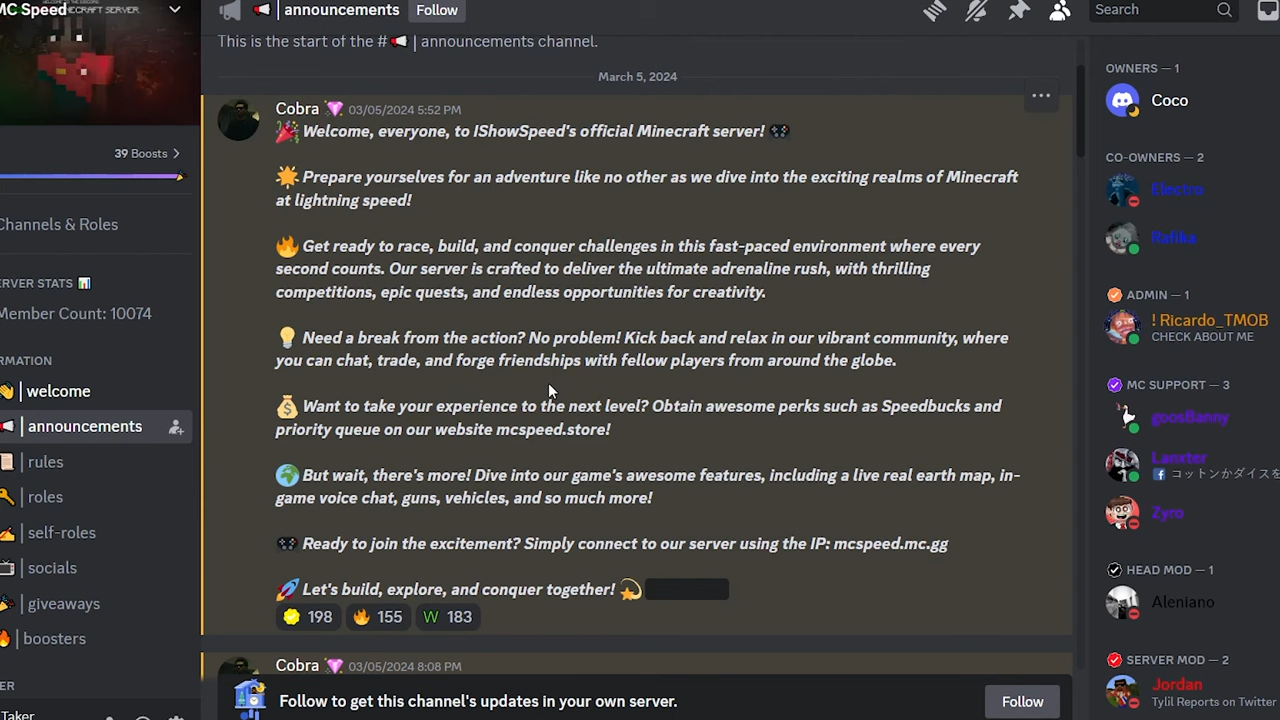 MC Speed
MINECRAFT SERVER.
39 Boosts
Channels & Roles
ERVER STATS
Member Count: 10074
RMATION
welcome
announcements
rules
roles
self-roles
socials
giveaways
boosters
ER
Taker
announcements
Follow
Search
This is the start of the # | announcements channel.
March 5, 2024
Cobra 03/05/2024 5:52 PM
Welcome, everyone, to IShowSpeed's official Minecraft server!
Prepare yourselves for an adventure like no other as we dive into the exciting realms of Minecraft
at lightning speed!
Get ready to race, build, and conquer challenges in this fast-paced environment where every
second counts. Our server is crafted to deliver the ultimate adrenaline rush, with thrilling
competitions, epic quests, and endless opportunities for creativity.
Need a break from the action? No problem! Kick back and relax in our vibrant community, where
you can chat, trade, and forge friendships with fellow players from around the globe.
Want to take your experience to the next level? Obtain awesome perks such as Speedbucks and
priority queue on our website mcspeed.store!
But wait, there's more! Dive into our game's awesome features, including a live real earth map, in-
game voice chat, guns, vehicles, and so much more!
Ready to join the excitement? Simply connect to our server using the IP: mcspeed.mc.gg
Let's build, explore, and conquer together!
198 155 W 183
Cobra 03/05/2024 8:08 PM
Follow to get this channel's updates in your own server.
Follow
OWNERS — 1
Coco
CO-OWNERS — 2
Electro
Rafika
ADMIN — 1
! Ricardo_TMOB
CHECK ABOUT ME
MC SUPPORT — 3
goosBanny
Lanxter
コットンかダイスを
Zyro
HEAD MOD — 1
Aleniano
SERVER MOD — 2
Jordan
Tylil Reports on Twitter